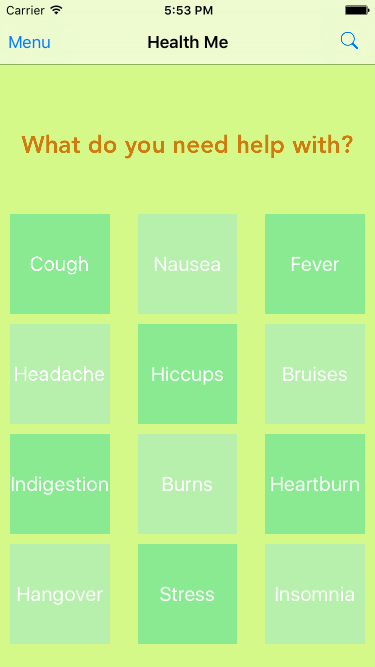 Carrier 5:53 PM
Menu Health Me
What do you need help with?
Cough Nausea Fever
Headache Hiccups Bruises
Indigestion Burns Heartburn
Hangover Stress Insomnia